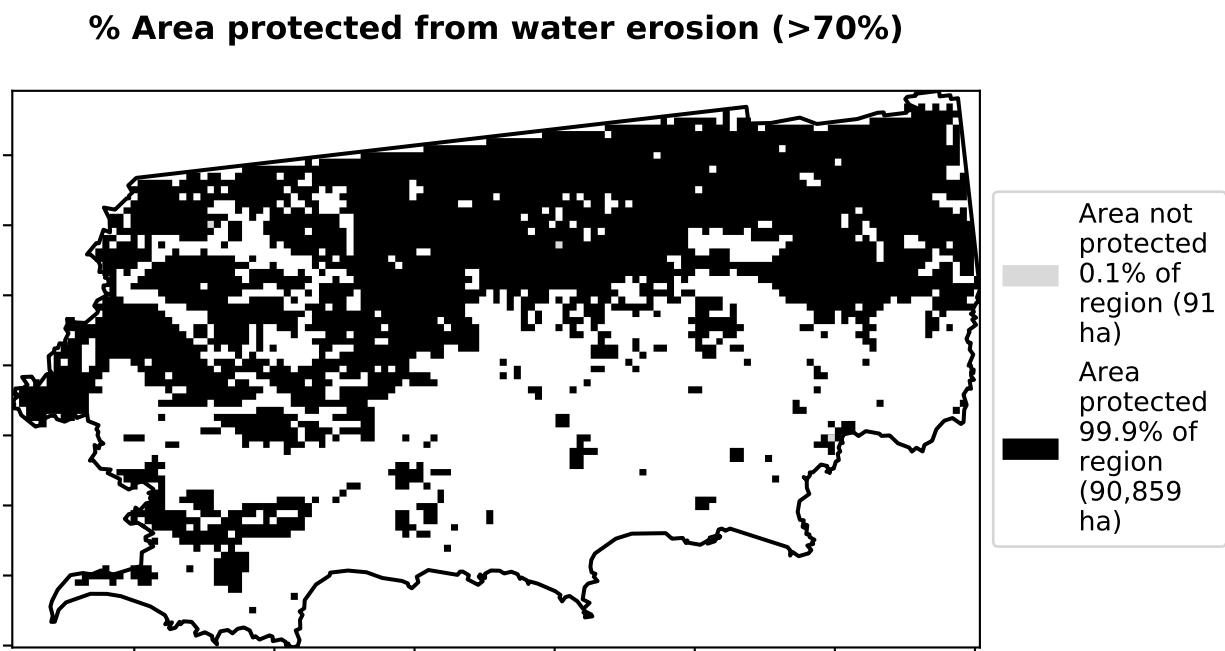 % Area protected from water erosion (>70%)
Area not
protected
0.1% of
region (91
ha)
Area
protected
99.9% of
region
(90,859
ha)